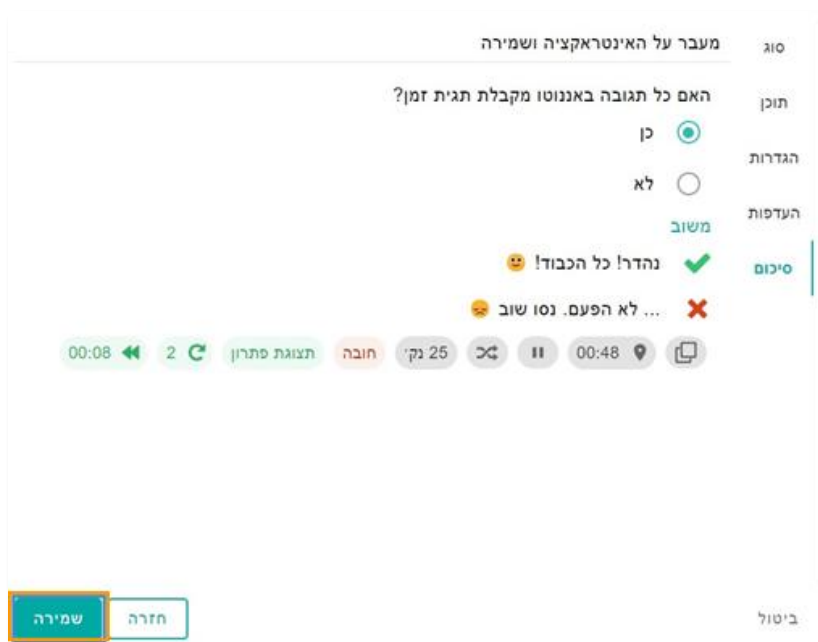 מעבר על האינטראקציה ושמירה
סוג
תוכן
הגדרות
העדפות
סיכום
האם כל תגובה באננוטו מקבלת תגית זמן?
כן
לא
משוב
נהדר! כל הכבוד! 🙂
... לא הפעם. נסו שוב 😞
00:48 25 נק׳ חובה תצוגת פתרון 2 00:08
ביטול
חזרה
שמירה